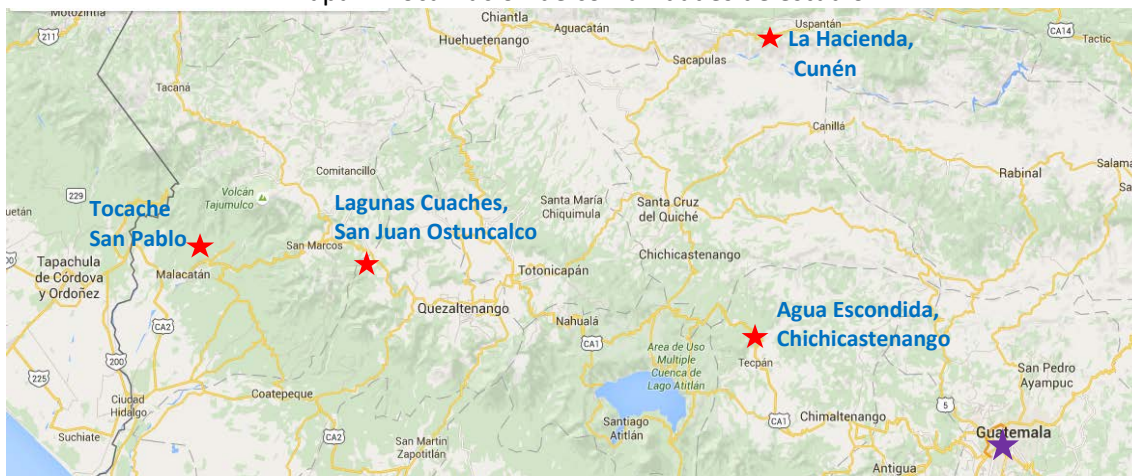 Motozintla
Chiantla
Aguacatán
Uspantán
CA14
Tactic
211
Huehuetenango
La Hacienda,
Cunén
Sacapulas
Tacaná
Canillá
Comitancillo
Rabinal
Salama
Sa
229
Volcán
Tajumulco
Lagunas Cuaches,
San Juan Ostuncalco
Santa María
Chiquimula
Santa Cruz
del Quiché
Tocache
San Pablo
San Marcos
Chichicastenango
Tapachula
de Córdova
y Ordoñez
Malacatán
Totonicapán
Quezaltenango
Nahualá
CA1
CA2
Agua Escondida,
Chichicastenango
Area de Uso
Multiple
Cuenca de
Lago Atitlán
Tecpán
200
225
San Pedro
Ayampuc
Ciudad
Hidalgo
Coatepeque
5
Suchiate
CA2
San Martin
Zapotitlán
Santiago
Atitlán
CA1
Chimaltenango
Guatemala
Antigua